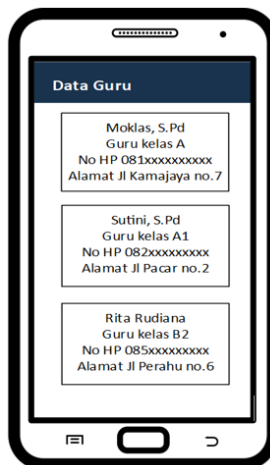 Data Guru
Moklas, S.Pd
Guru kelas A
No HP 081xxxxxxxxxx
Alamat Jl Kamajaya no.7
Sutini, S.Pd
Guru kelas A1
No HP 082xxxxxxxxx
Alamat Jl Pacar no.2
Rita Rudiana
Guru kelas B2
No HP 085xxxxxxxxx
Alamat Jl Perahu no.6